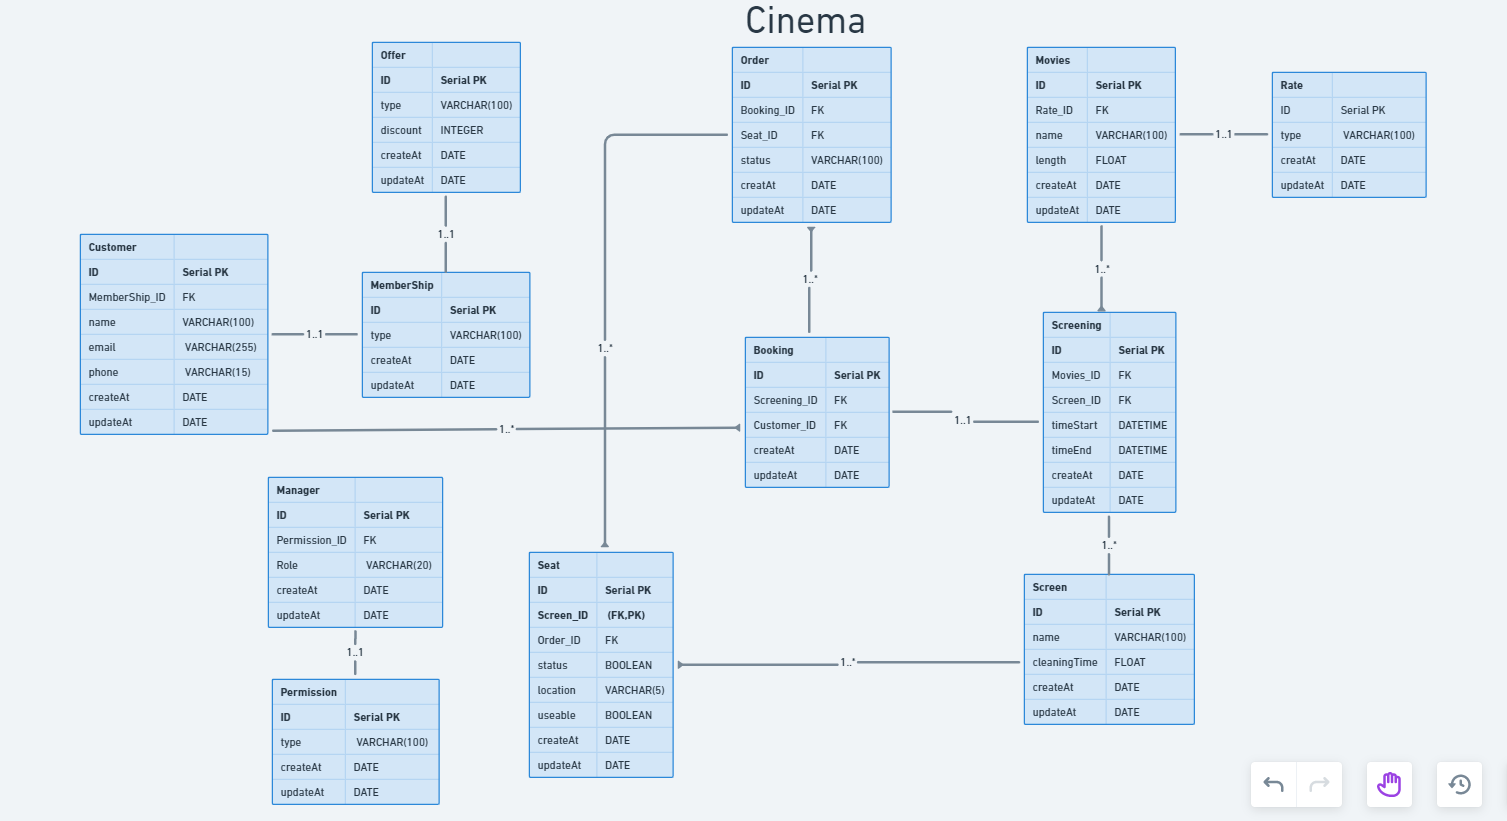 Cinema
Offer
ID Serial PK
type VARCHAR(100)
discount INTEGER
createAt DATE
updateAt DATE
1..1
Order
ID Serial PK
Booking_ID FK
Seat_ID FK
status VARCHAR(100)
creatAt DATE
updateAt DATE
1..*
Movies
ID Serial PK
Rate_ID FK
name VARCHAR(100)
length FLOAT
createAt DATE
updateAt DATE
1..1
Rate
ID Serial PK
type VARCHAR(100)
creatAt DATE
updateAt DATE
1..*
Customer
ID Serial PK
MemberShip_ID FK
name VARCHAR(100)
email VARCHAR(255)
phone VARCHAR(15)
createAt DATE
updateAt DATE
1..1
MemberShip
ID Serial PK
type VARCHAR(100)
createAt DATE
updateAt DATE
1..*
1..*
Booking
ID Serial PK
Screening_ID FK
Customer_ID FK
createAt DATE
updateAt DATE
1..1
Screening
ID Serial PK
Movies_ID FK
Screen_ID FK
timeStart DATETIME
timeEnd DATETIME
createAt DATE
updateAt DATE
1..*
Manager
ID Serial PK
Permission_ID FK
Role VARCHAR(20)
createAt DATE
updateAt DATE
1..1
Permission
ID Serial PK
type VARCHAR(100)
createAt DATE
updateAt DATE
Seat
ID Serial PK
Screen_ID (FK,PK)
Order_ID FK
status BOOLEAN
location VARCHAR(5)
useable BOOLEAN
createAt DATE
updateAt DATE
1..*
Screen
ID Serial PK
name VARCHAR(100)
cleaningTime FLOAT
createAt DATE
updateAt DATE